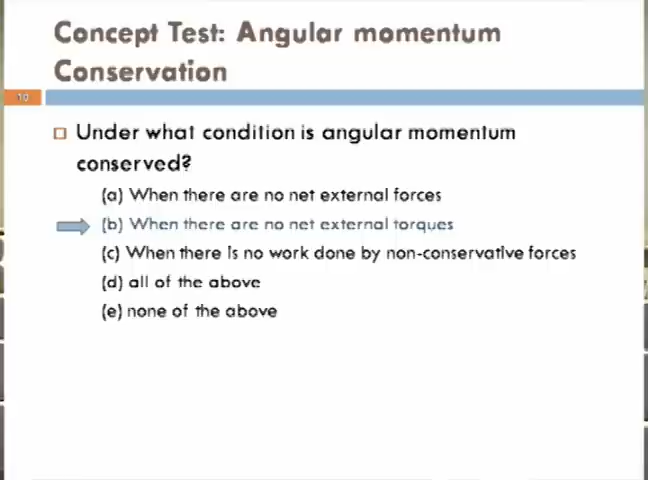 Concept Test: Angular momentum
Conservation
10
Under what condition is angular momentum
conserved?
(a) When there are no net external forces
(b) When there are no net external torques
(c) When there is no work done by non-conservative forces
(d) all of the above
(e) none of the above